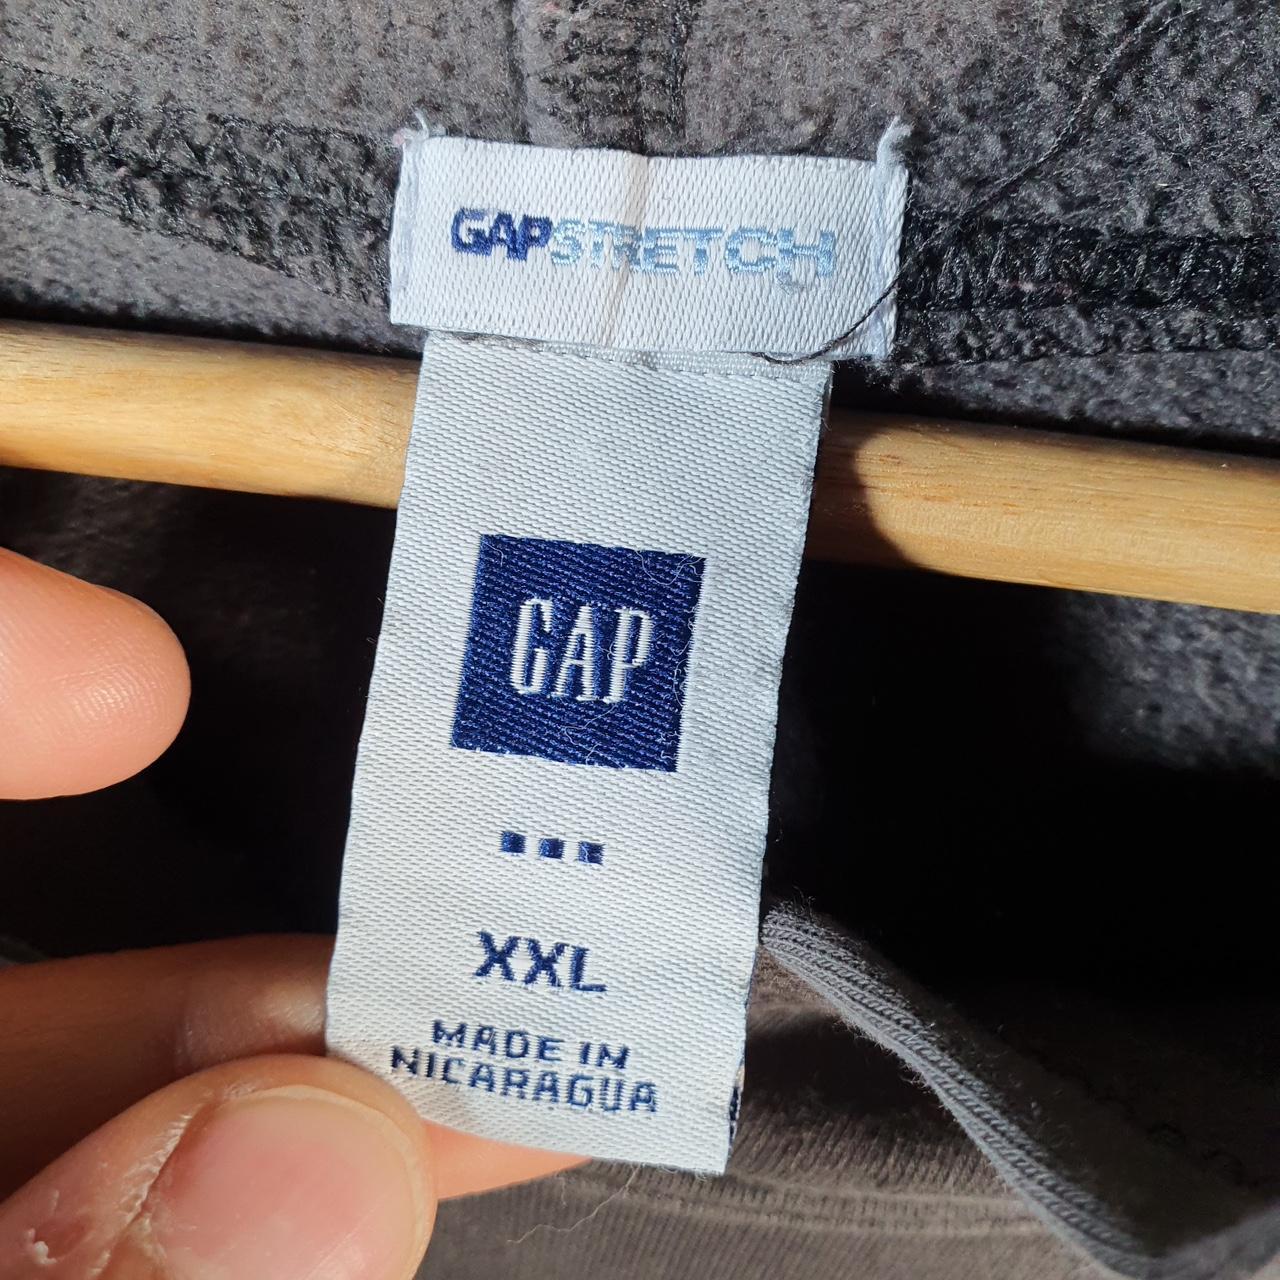 GAPSTRETCH
GAP
XXL
MADE IN
NICARAGUA